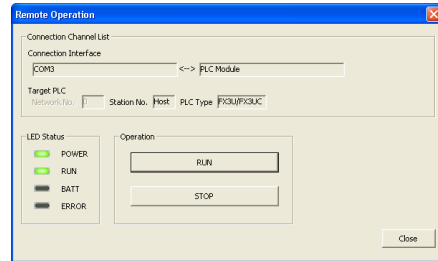 Remote Operation
Connection Channel List
Connection Interface
COM3 <--> PLC Module
Target PLC
Network No. 0 Station No. Host PLC Type FX3U/FX3UC
LED Status
POWER
RUN
BATT
ERROR
Operation
RUN
STOP
Close